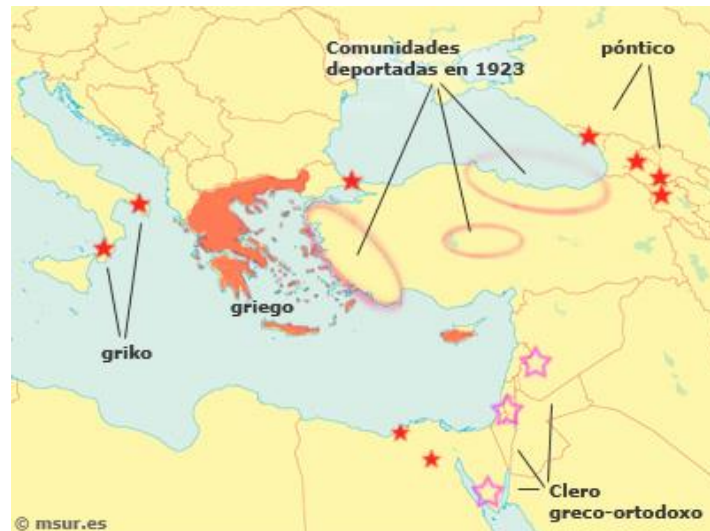 Comunidades
deportadas en 1923
póntico
griego
griko
Clero
greco-ortodoxo
© msur.es